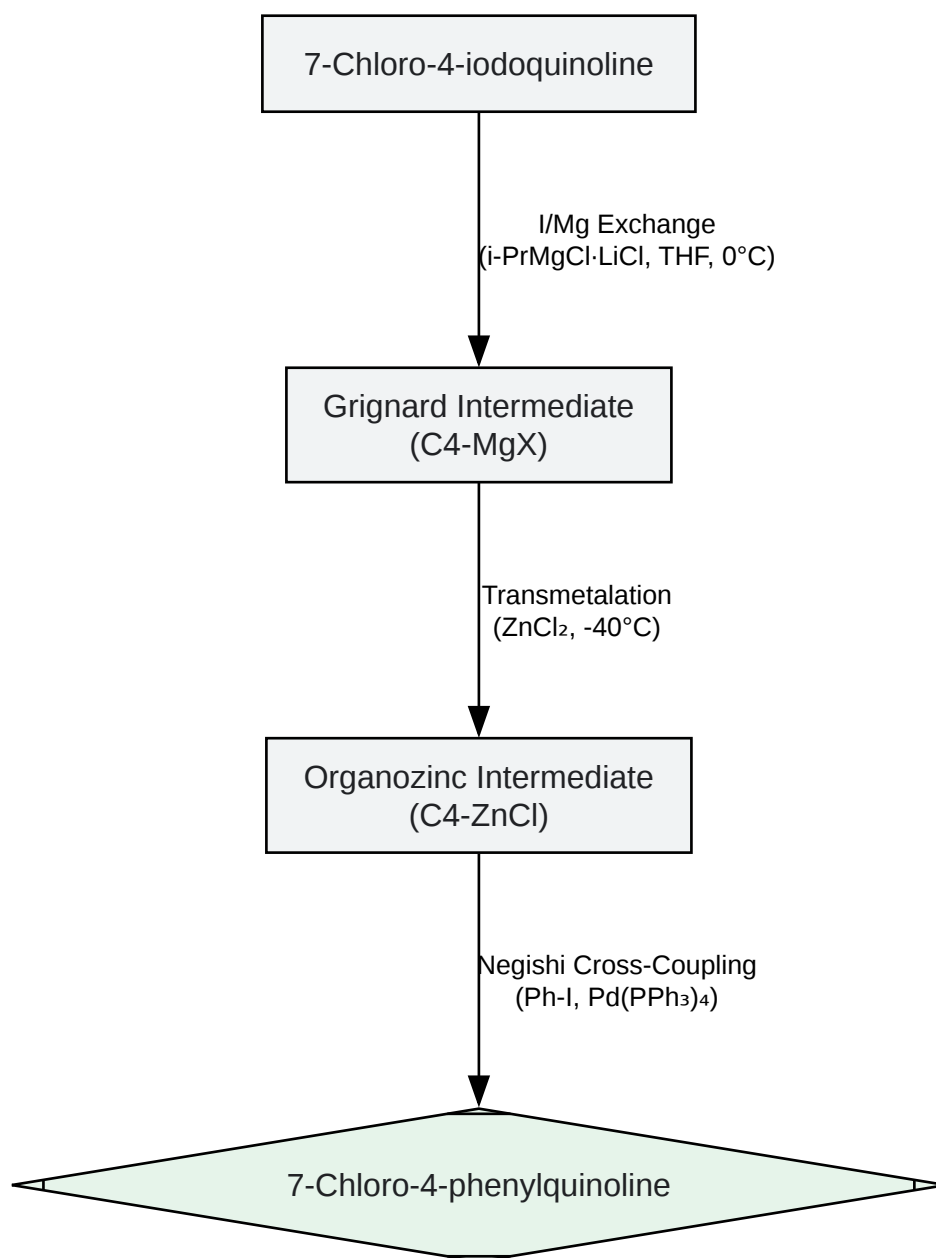 7-Chloro-4-iodoquinoline
I/Mg Exchange
(i-PrMgCl·LiCl, THF, 0°C)
Grignard Intermediate
(C4-MgX)
Transmetalation
(ZnCl₂, -40°C)
Organozinc Intermediate
(C4-ZnCl)
Negishi Cross-Coupling
(Ph-I, Pd(PPh₃)₄)
7-Chloro-4-phenylquinoline